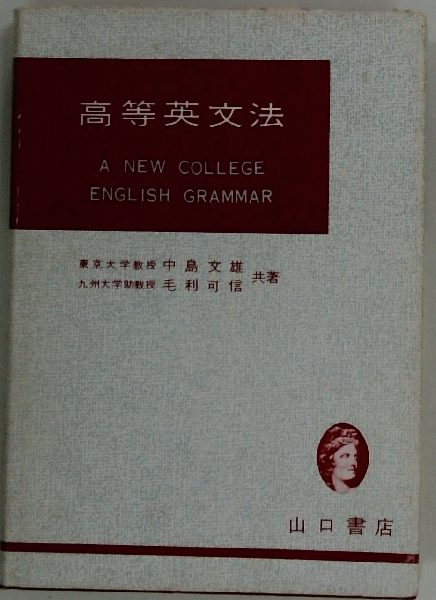 高等英文法
A NEW COLLEGE
ENGLISH GRAMMAR
東京大学教授 中島文雄
九州大学助教授 毛利可信
共著
山口書店